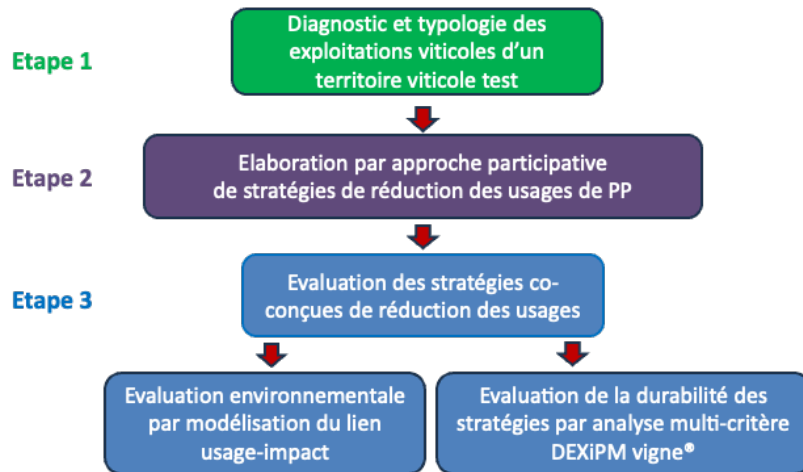 Etape 1
Diagnostic et typologie des
exploitations viticoles d'un
territoire viticole test
Etape 2
Elaboration par approche participative
de stratégies de réduction des usages de PP
Etape 3
Evaluation des stratégies co-
conçues de réduction des usages
Evaluation environnementale
par modélisation du lien
usage-impact
Evaluation de la durabilité des
stratégies par analyse multi-critère
DEXiPM vigne®